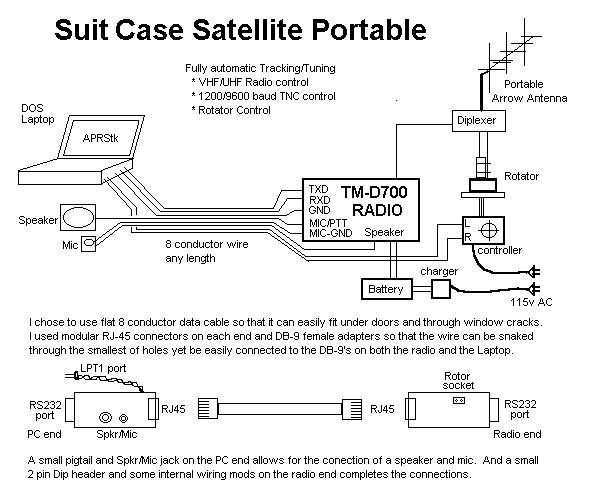 Suit Case Satellite Portable
Fully automatic Tracking/Tuning
* VHF/UHF Radio control
* 1200/9600 baud TNC control
* Rotator Control
Portable
Arrow Antenna
DOS
Laptop
APRStk
Diplexer
Rotator
TXD
RXD
GND
MIC/PTT
MIC-GND
TM-D700
RADIO
Speaker
Speaker
Mic
8 conductor wire
any length
L
R
controller
charger
Battery
115v AC
I chose to use flat 8 conductor data cable so that it can easily fit under doors and through window cracks.
I used modular RJ-45 connectors on each end and DB-9 female adapters so that the wire can be snaked
through the smallest of holes yet be easily connected to the DB-9's on both the radio and the Laptop.
LPT1 port
RS232
port
PC end
Spkr/Mic
RJ45
RJ45
Rotor
socket
RS232
port
Radio end
A small pigtail and Spkr/Mic jack on the PC end allows for the conection of a speaker and mic. And a small
2 pin Dip header and some internal wiring mods on the radio end completes the connections.